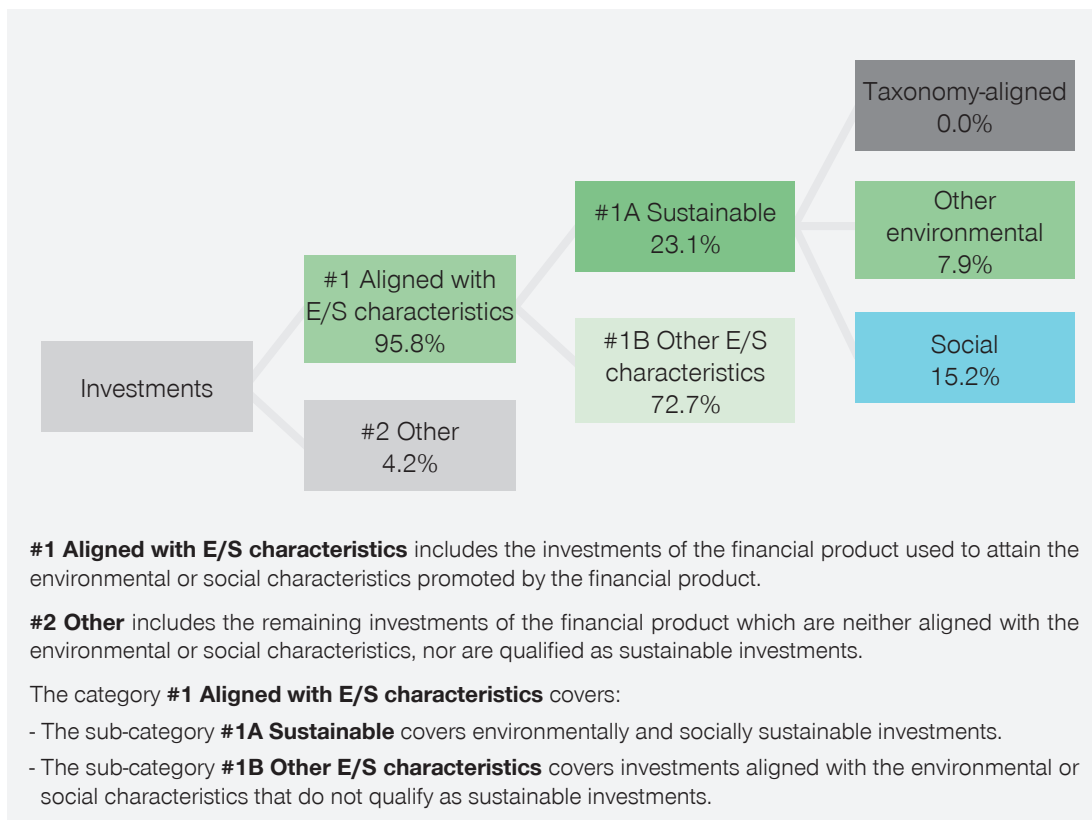 Taxonomy-aligned
0.0%
#1A Sustainable
23.1%
Other
environmental
7.9%
#1 Aligned with
E/S characteristics
95.8%
#1B Other E/S
characteristics
72.7%
Social
15.2%
Investments
#2 Other
4.2%
#1 Aligned with E/S characteristics includes the investments of the financial product used to attain the
environmental or social characteristics promoted by the financial product.
#2 Other includes the remaining investments of the financial product which are neither aligned with the
environmental or social characteristics, nor are qualified as sustainable investments.
The category #1 Aligned with E/S characteristics covers:
- The sub-category #1A Sustainable covers environmentally and socially sustainable investments.
- The sub-category #1B Other E/S characteristics covers investments aligned with the environmental or
social characteristics that do not qualify as sustainable investments.